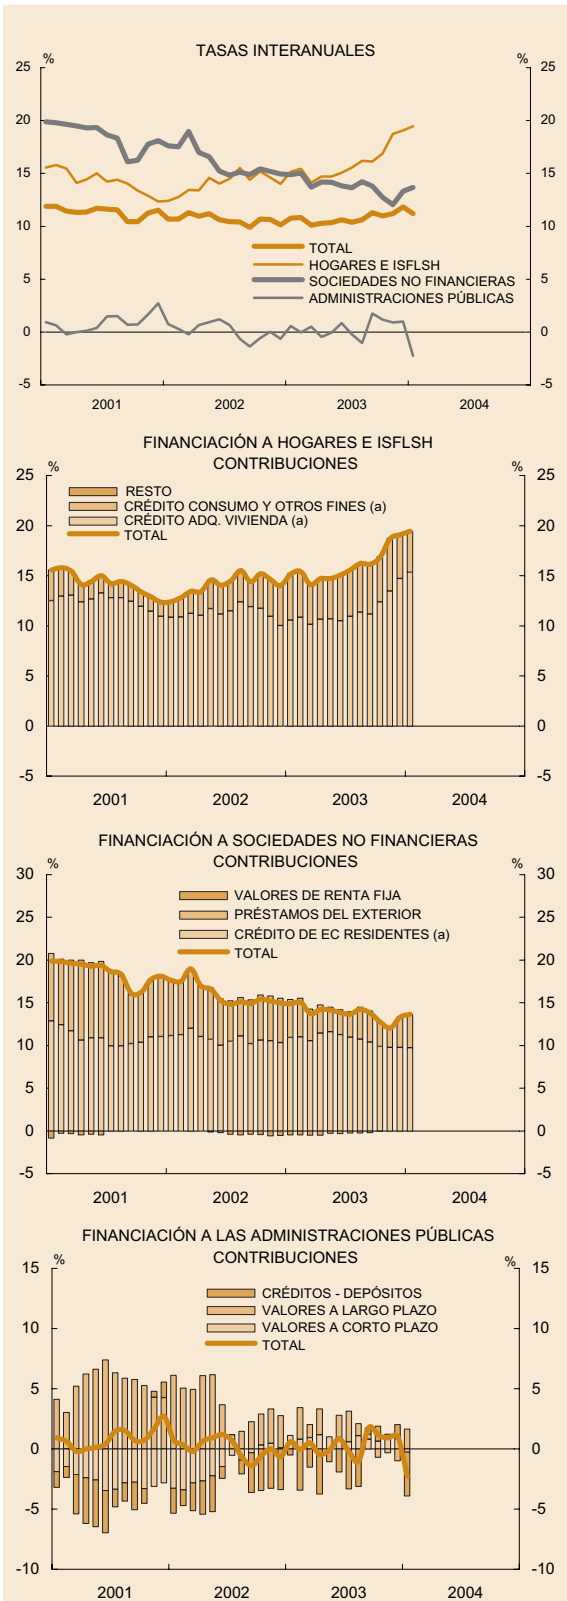 TASAS INTERANUALES
% %
25 25
20 20
15 15
10 10
5 5
0 0
-5 -5
TOTAL
HOGARES E ISFLSH
SOCIEDADES NO FINANCIERAS
ADMINISTRACIONES PÚBLICAS
2001 2002 2003 2004
FINANCIACIÓN A HOGARES E ISFLSH
CONTRIBUCIONES
% %
25 25
20 20
15 15
10 10
5 5
0 0
-5 -5
RESTO
CRÉDITO CONSUMO Y OTROS FINES (a)
CRÉDITO ADQ. VIVIENDA (a)
TOTAL
2001 2002 2003 2004
FINANCIACIÓN A SOCIEDADES NO FINANCIERAS
CONTRIBUCIONES
% %
30 30
25 25
20 20
15 15
10 10
5 5
0 0
-5 -5
VALORES DE RENTA FIJA
PRÉSTAMOS DEL EXTERIOR
CRÉDITO DE EC RESIDENTES (a)
TOTAL
2001 2002 2003 2004
FINANCIACIÓN A LAS ADMINISTRACIONES PÚBLICAS
CONTRIBUCIONES
% %
15 15
10 10
5 5
0 0
-5 -5
-10 -10
CRÉDITOS - DEPÓSITOS
VALORES A LARGO PLAZO
VALORES A CORTO PLAZO
TOTAL
2001 2002 2003 2004